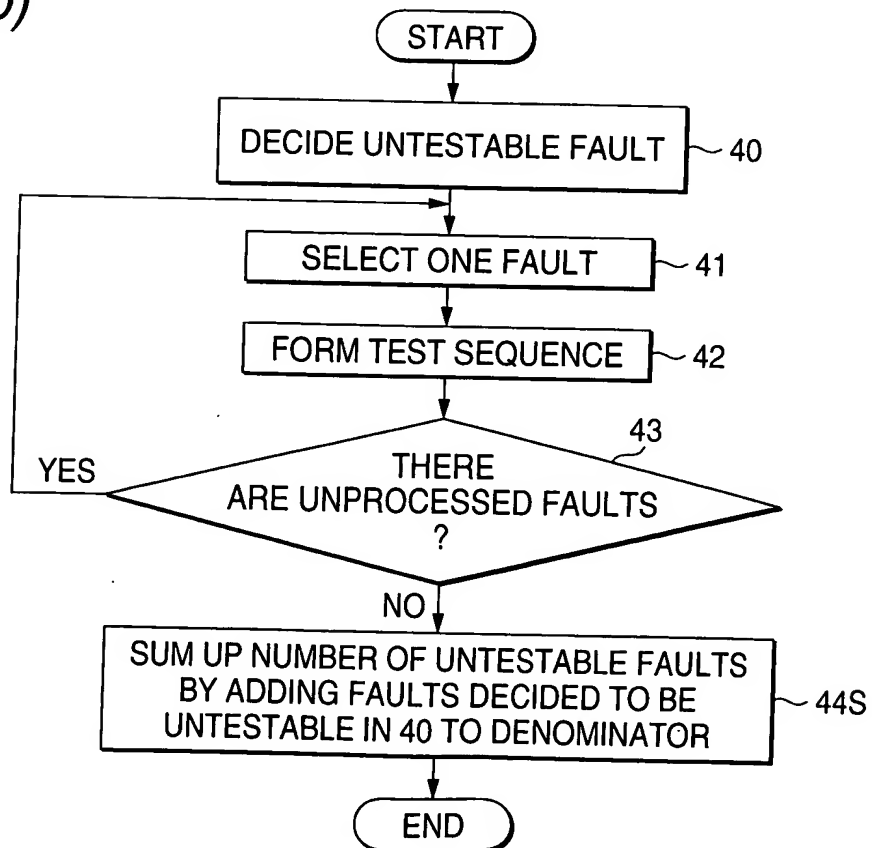 START
DECIDE UNTESTABLE FAULT
40
SELECT ONE FAULT
41
FORM TEST SEQUENCE
42
43
YES
THERE
ARE UNPROCESSED FAULTS
?
NO
SUM UP NUMBER OF UNTESTABLE FAULTS
BY ADDING FAULTS DECIDED TO BE
UNTESTABLE IN 40 TO DENOMINATOR
44S
END